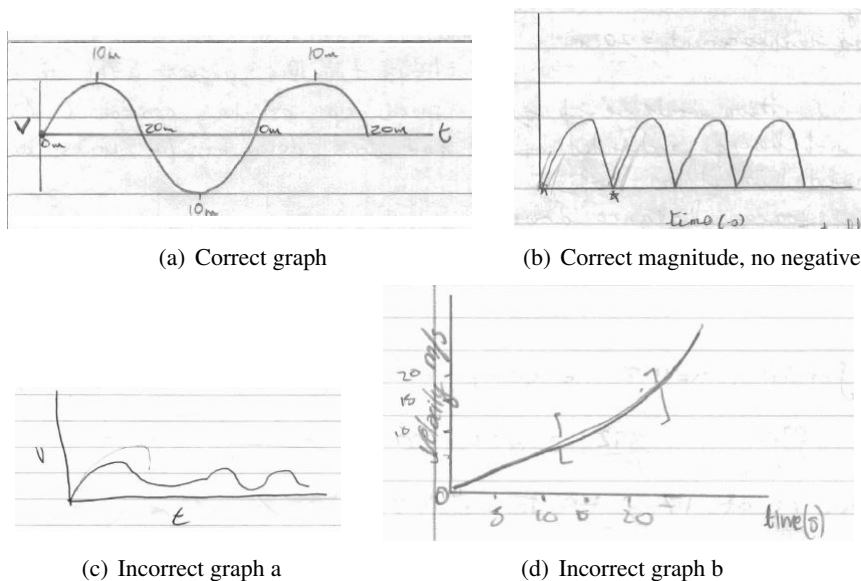 10m 10m
V 0m 20m 0m 20m t
10m
(a) Correct graph
time (s)
(b) Correct magnitude, no negative
V
t
(c) Incorrect graph a
velocity m/s
20
15
10
0
5 10 15 20 time(s)
(d) Incorrect graph b